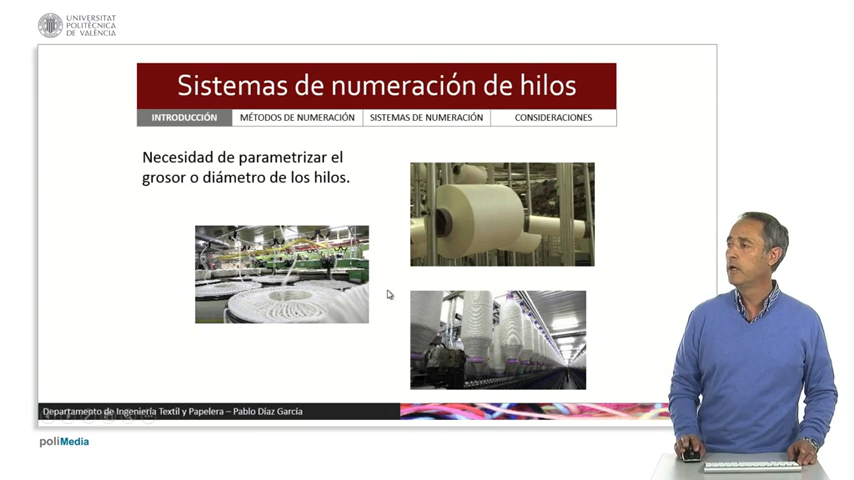 UNIVERSITAT
POLITÈCNICA
DE VALÈNCIA
Sistemas de numeración de hilos
INTRODUCCIÓN MÉTODOS DE NUMERACIÓN SISTEMAS DE NUMERACIÓN CONSIDERACIONES
Necesidad de parametrizar el
grosor o diámetro de los hilos.
Departamento de Ingeniería Textil y Papelera – Pablo Díaz García
poliMedia